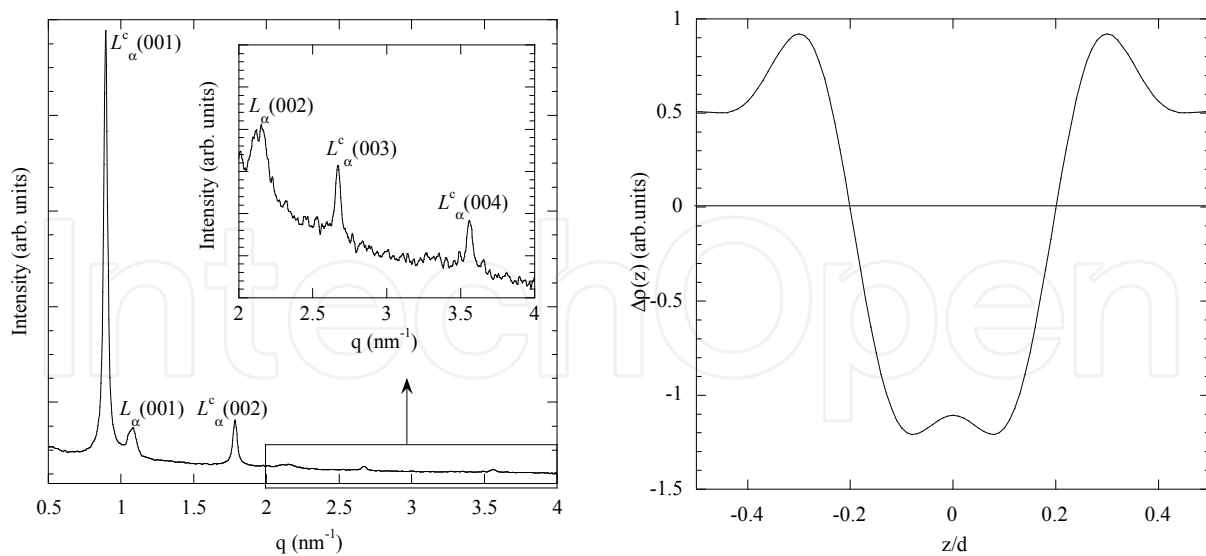 Intensity (arb. units)
L^c_α(001)
L_α(001)
L^c_α(002)
0.5 1 1.5 2 2.5 3 3.5 4
q (nm⁻¹)
Intensity (arb. units)
L_α(002)
L^c_α(003)
L^c_α(004)
2 2.5 3 3.5 4
q (nm⁻¹)
Δρ(z) (arb.units)
1
0.5
0
-0.5
-1
-1.5
-0.4 -0.2 0 0.2 0.4
z/d
IntechOpen